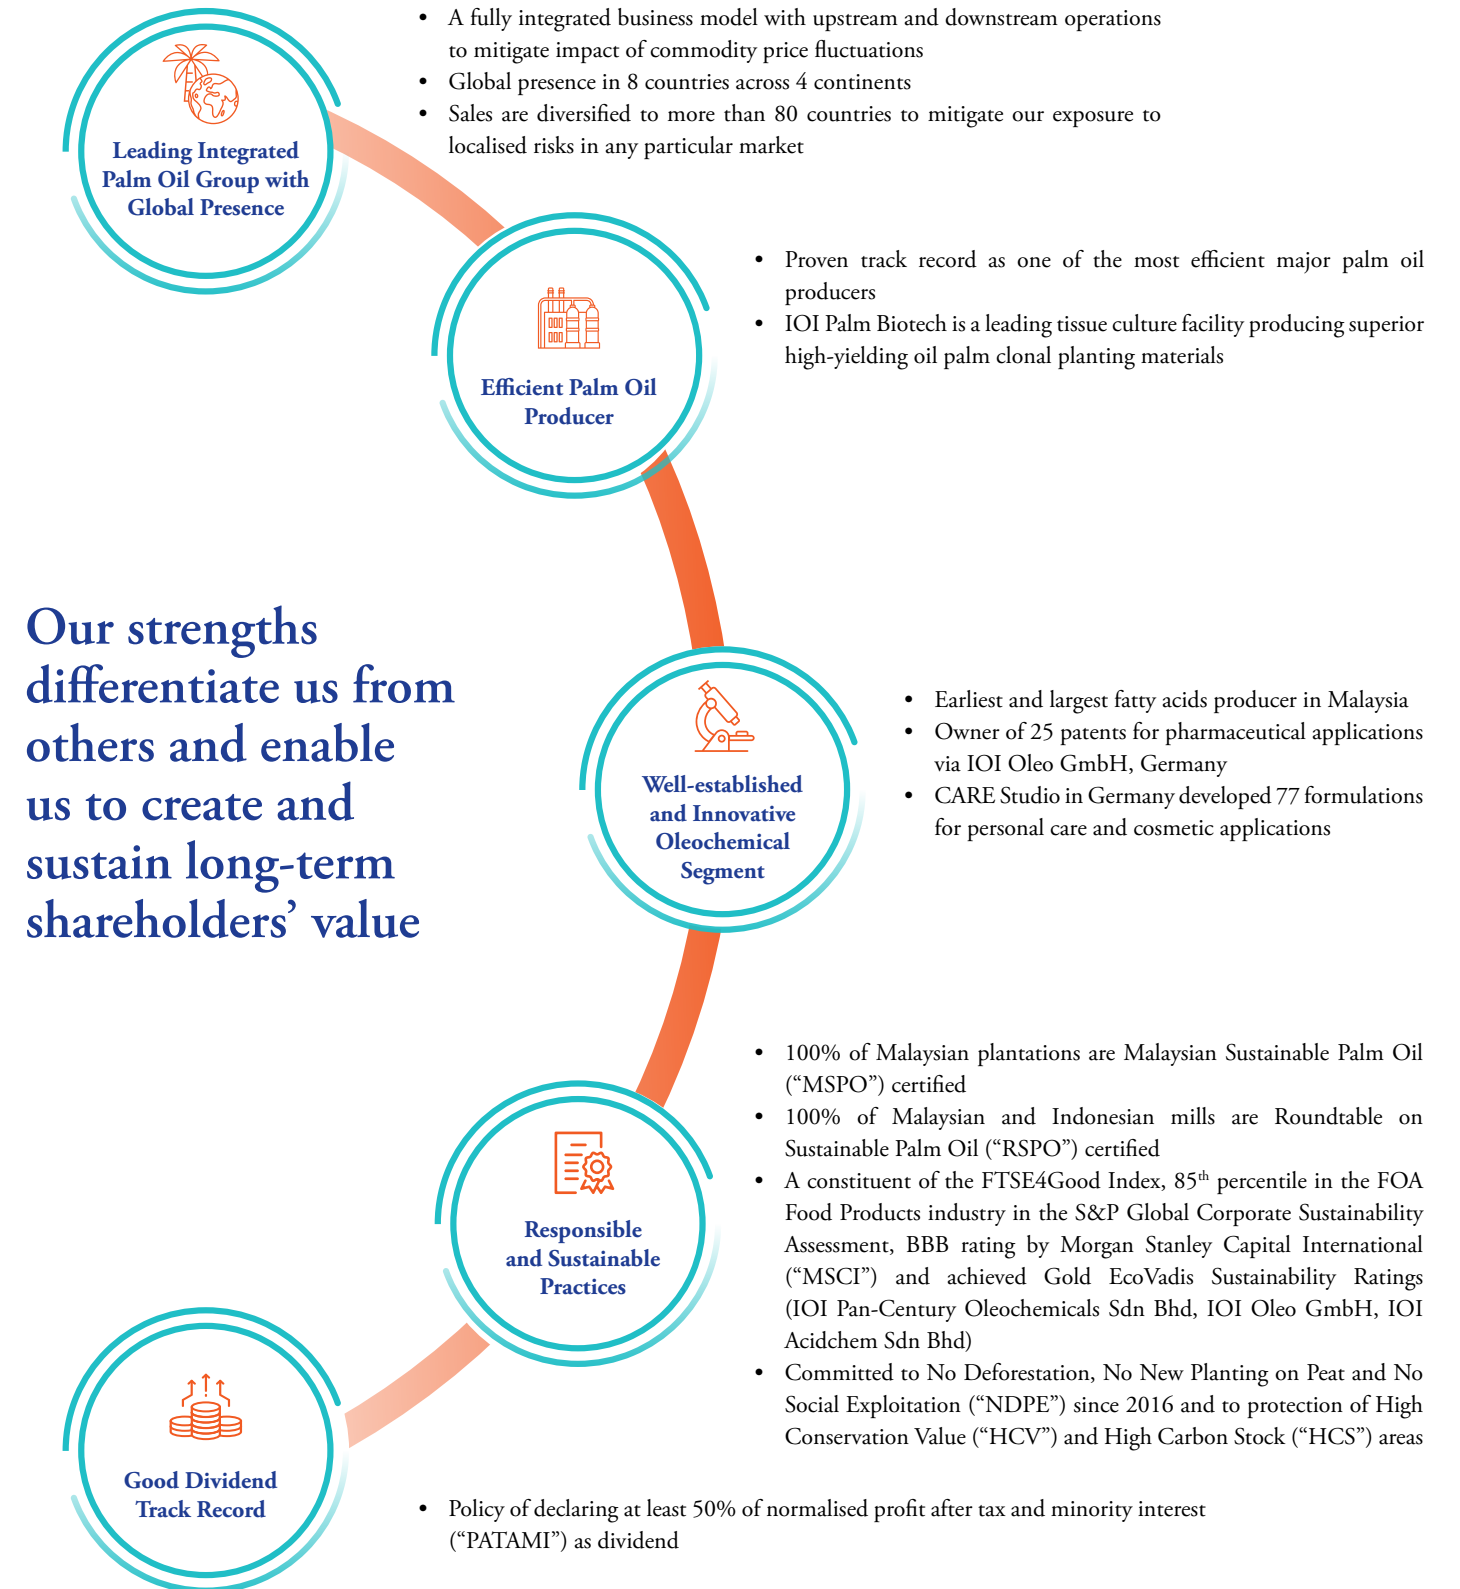 • A fully integrated business model with upstream and downstream operations
to mitigate impact of commodity price fluctuations
• Global presence in 8 countries across 4 continents
• Sales are diversified to more than 80 countries to mitigate our exposure to
localised risks in any particular market
Leading Integrated
Palm Oil Group with
Global Presence
• Proven track record as one of the most efficient major palm oil
producers
• IOI Palm Biotech is a leading tissue culture facility producing superior
high-yielding oil palm clonal planting materials
Efficient Palm Oil
Producer
Our strengths
differentiate us from
others and enable
us to create and
sustain long-term
shareholders’ value
Well-established
and Innovative
Oleochemical
Segment
• Earliest and largest fatty acids producer in Malaysia
• Owner of 25 patents for pharmaceutical applications
via IOI Oleo GmbH, Germany
• CARE Studio in Germany developed 77 formulations
for personal care and cosmetic applications
Responsible
and Sustainable
Practices
• 100% of Malaysian plantations are Malaysian Sustainable Palm Oil
(“MSPO”) certified
• 100% of Malaysian and Indonesian mills are Roundtable on
Sustainable Palm Oil (“RSPO”) certified
• A constituent of the FTSE4Good Index, 85th percentile in the FOA
Food Products industry in the S&P Global Corporate Sustainability
Assessment, BBB rating by Morgan Stanley Capital International
(“MSCI”) and achieved Gold EcoVadis Sustainability Ratings
(IOI Pan-Century Oleochemicals Sdn Bhd, IOI Oleo GmbH, IOI
Acidchem Sdn Bhd)
• Committed to No Deforestation, No New Planting on Peat and No
Social Exploitation (“NDPE”) since 2016 and to protection of High
Conservation Value (“HCV”) and High Carbon Stock (“HCS”) areas
Good Dividend
Track Record
• Policy of declaring at least 50% of normalised profit after tax and minority interest
(“PATAMI”) as dividend